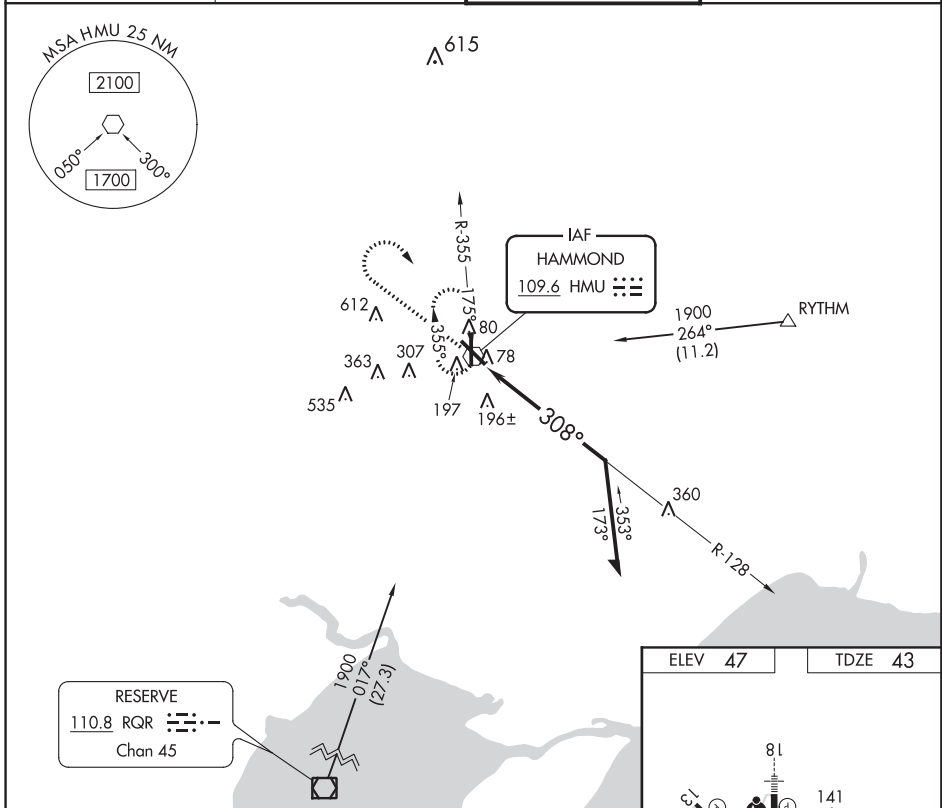 MSA HMU 25 NM
2100
050°
300°
1700
615
R-355
175°
355°
IAF
HAMMOND
109.6 HMU
RYTHM
1900
264°
(11.2)
612
80
78
307
363
535
197
196±
308°
360
353°
173°
R-128
1900
017°
(27.3)
RESERVE
110.8 RQR
Chan 45
ELEV 47
TDZE 43
18
13
P
141